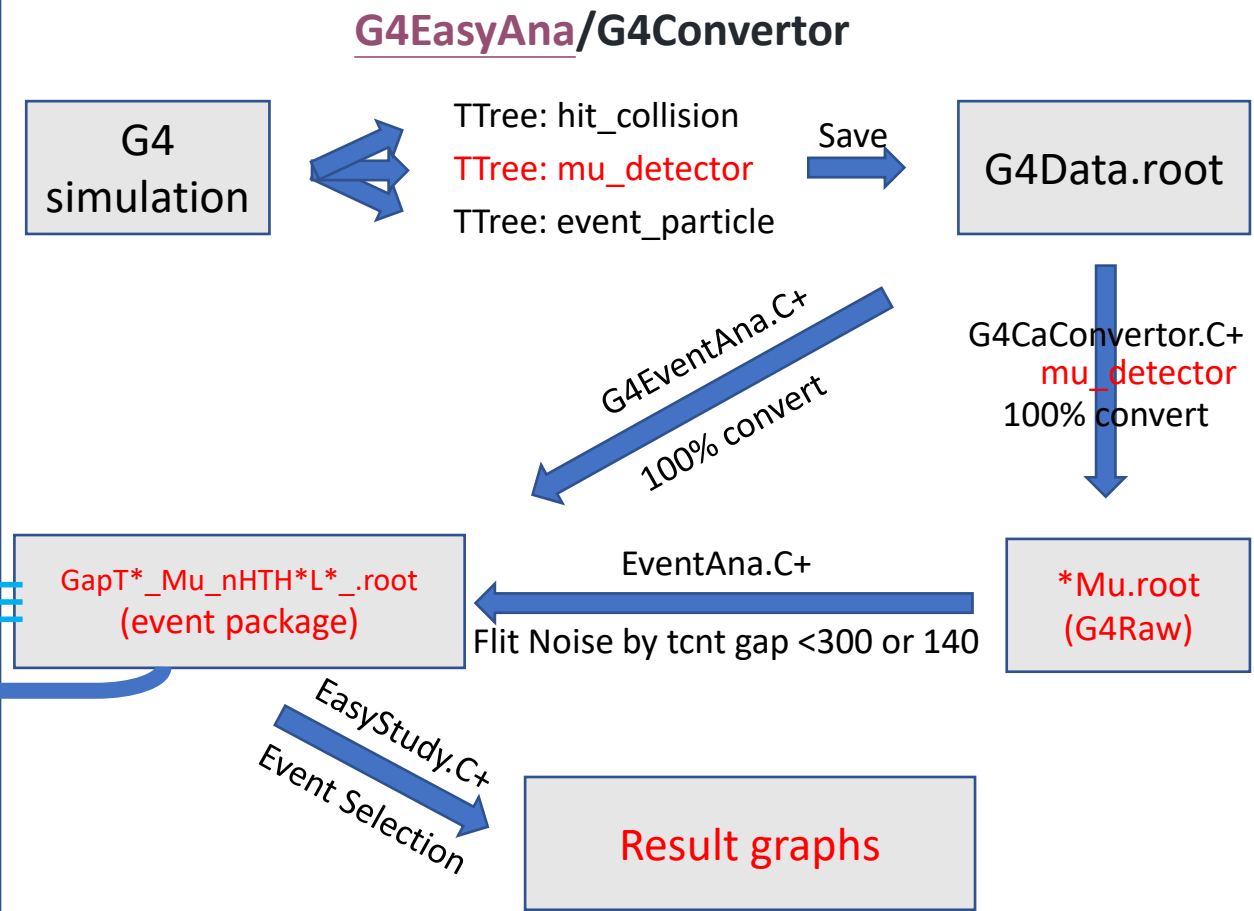 G4EasyAna/G4Convertor
G4
simulation
TTree: hit_collision
TTree: mu_detector
TTree: event_particle
Save
G4Data.root
G4EventAna.C+
100% convert
G4CaConvertor.C+
mu_detector
100% convert
GapT*_Mu_nHTH*L*_.root
(event package)
EventAna.C+
Flit Noise by tcnt gap <300 or 140
*Mu.root
(G4Raw)
EasyStudy.C+
Event Selection
Result graphs